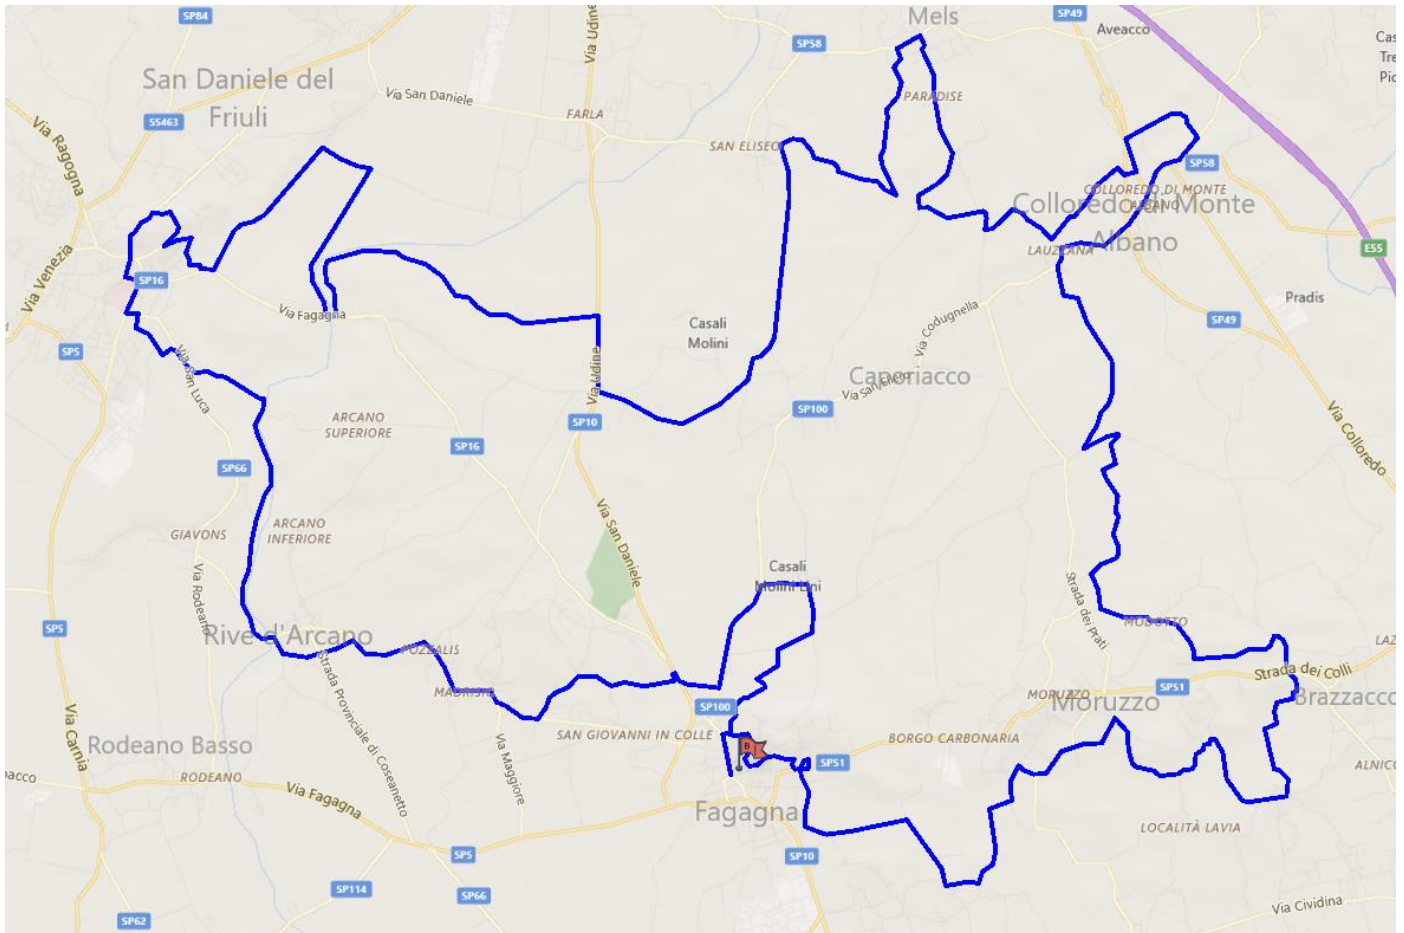 SP84
Via Udine
Mels
SP49
Aveacco
SP58
San Daniele del
Friuli
Via San Daniele
PARADISE
FARLA
SS463
Via Ragogna
SAN ELISEO
SP58
COLLOREDO DI MONTE
ALBANO
Colloredo di Monte
Albano
LAUZZANA
E55
Via Venezia
SP16
Pradis
Via Fagagna
Casali
Molini
Via Codugnella
SP49
SP5
Via San Luca
Via Udine
Caporiacco
SP100
SP10
ARCANO
SUPERIORE
SP16
Via Colloredo
SP66
GIAVONS
ARCANO
INFERIORE
Via San Daniele
Casali
Via Rodeano
Strada dei Prati
SP5
Rive d'Arcano
MODOTTO
POZZALIS
Strada Provinciale di Coseanetto
MADRISIO
Strada dei Colli
SP51
MORUZZO
Moruzzo
Brazzacco
SP100
Via Carnia
Rodeano Basso
SAN GIOVANNI IN COLLE
BORGO CARBONARIA
B
SP51
Via Maggiore
RODEANO
Via Fagagna
Fagagna
LOCALITÀ LAVIA
SP5
SP10
SP114
SP66
Via Cividina
SP62